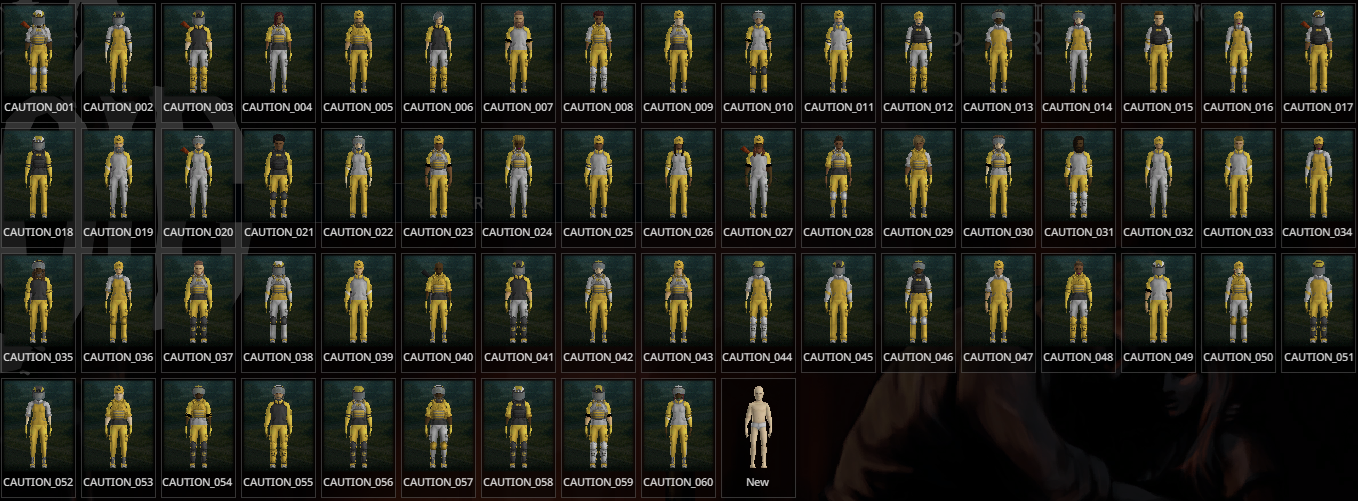 CAUTION_001 CAUTION_002 CAUTION_003 CAUTION_004 CAUTION_005 CAUTION_006 CAUTION_007 CAUTION_008 CAUTION_009 CAUTION_010 CAUTION_011 CAUTION_012 CAUTION_013 CAUTION_014 CAUTION_015 CAUTION_016 CAUTION_017
CAUTION_018 CAUTION_019 CAUTION_020 CAUTION_021 CAUTION_022 CAUTION_023 CAUTION_024 CAUTION_025 CAUTION_026 CAUTION_027 CAUTION_028 CAUTION_029 CAUTION_030 CAUTION_031 CAUTION_032 CAUTION_033 CAUTION_034
CAUTION_035 CAUTION_036 CAUTION_037 CAUTION_038 CAUTION_039 CAUTION_040 CAUTION_041 CAUTION_042 CAUTION_043 CAUTION_044 CAUTION_045 CAUTION_046 CAUTION_047 CAUTION_048 CAUTION_049 CAUTION_050 CAUTION_051
CAUTION_052 CAUTION_053 CAUTION_054 CAUTION_055 CAUTION_056 CAUTION_057 CAUTION_058 CAUTION_059 CAUTION_060 New